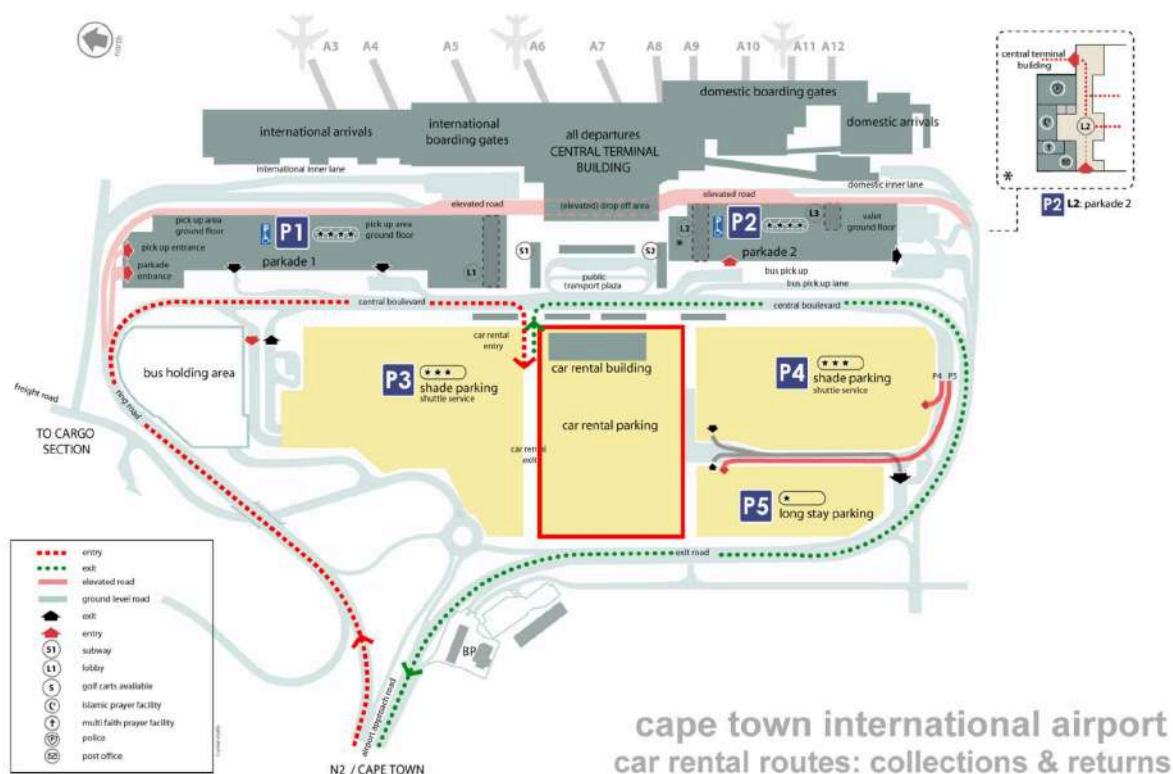 north
A3
A4
A5
A6
A7
A8
A9
A10
A11
A12
international arrivals
international
boarding gates
all departures
CENTRAL TERMINAL
BUILDING
domestic boarding gates
domestic arrivals
international inner lane
elevated road
(elevated) drop off area
elevated road
domestic inner lane
central terminal
building
L2
*
P2 L2: parkade 2
pick up area
ground floor
P1
pick up area
ground floor
pick up entrance
parkade
entrance
parkade 1
L1
S1
S2
public
transport plaza
L2
*
P2
L3
valet
ground floor
parkade 2
bus pick up
bus pick up lane
central boulevard
central boulevard
car rental
entry
bus holding area
P3
shade parking
shuttle service
car rental building
car rental parking
car rental
exit
P4
shade parking
shuttle service
P4
P5
P5
long stay parking
freight road
TO CARGO
SECTION
ring road
exit road
BP
airport approach road
N2 / CAPE TOWN
entry
exit
elevated road
ground level road
exit
entry
S1 subway
L1 lobby
S golf carts available
islamic prayer facility
multi faith prayer facility
P police
post office
cape town international airport
car rental routes: collections & returns